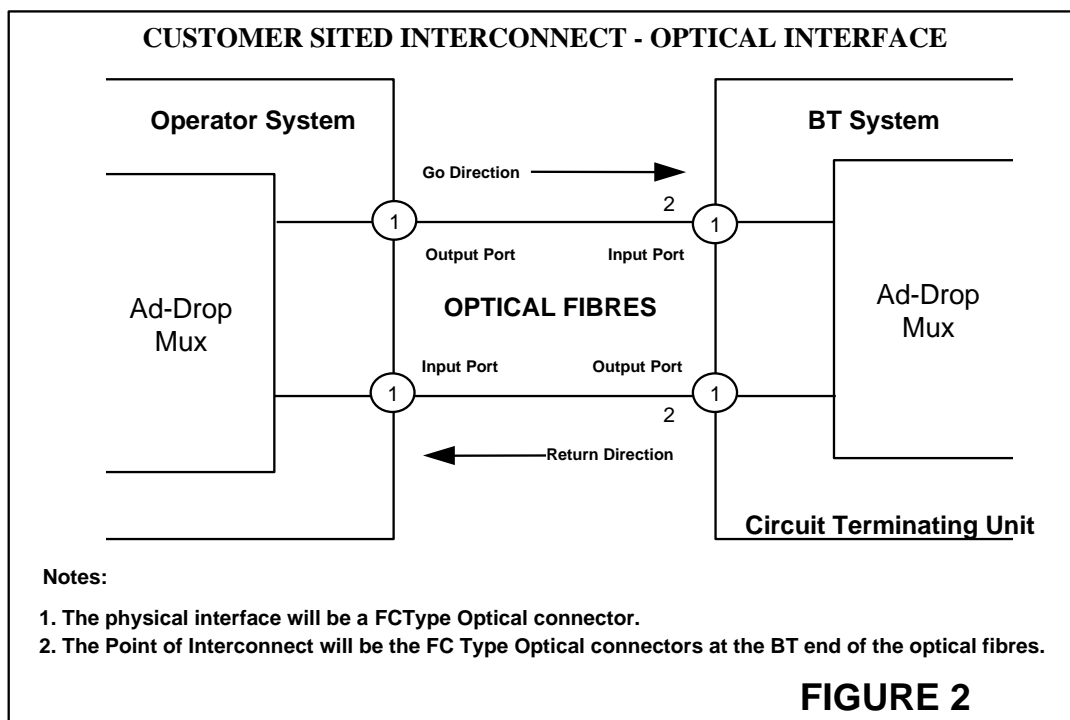 CUSTOMER SITED INTERCONNECT - OPTICAL INTERFACE
Operator System
BT System
Go Direction
2
1
1
Output Port
Input Port
Ad-Drop
Mux
OPTICAL FIBRES
Ad-Drop
Mux
Input Port
Output Port
1
1
2
Return Direction
Circuit Terminating Unit
Notes:
1. The physical interface will be a FCType Optical connector.
2. The Point of Interconnect will be the FC Type Optical connectors at the BT end of the optical fibres.
FIGURE 2